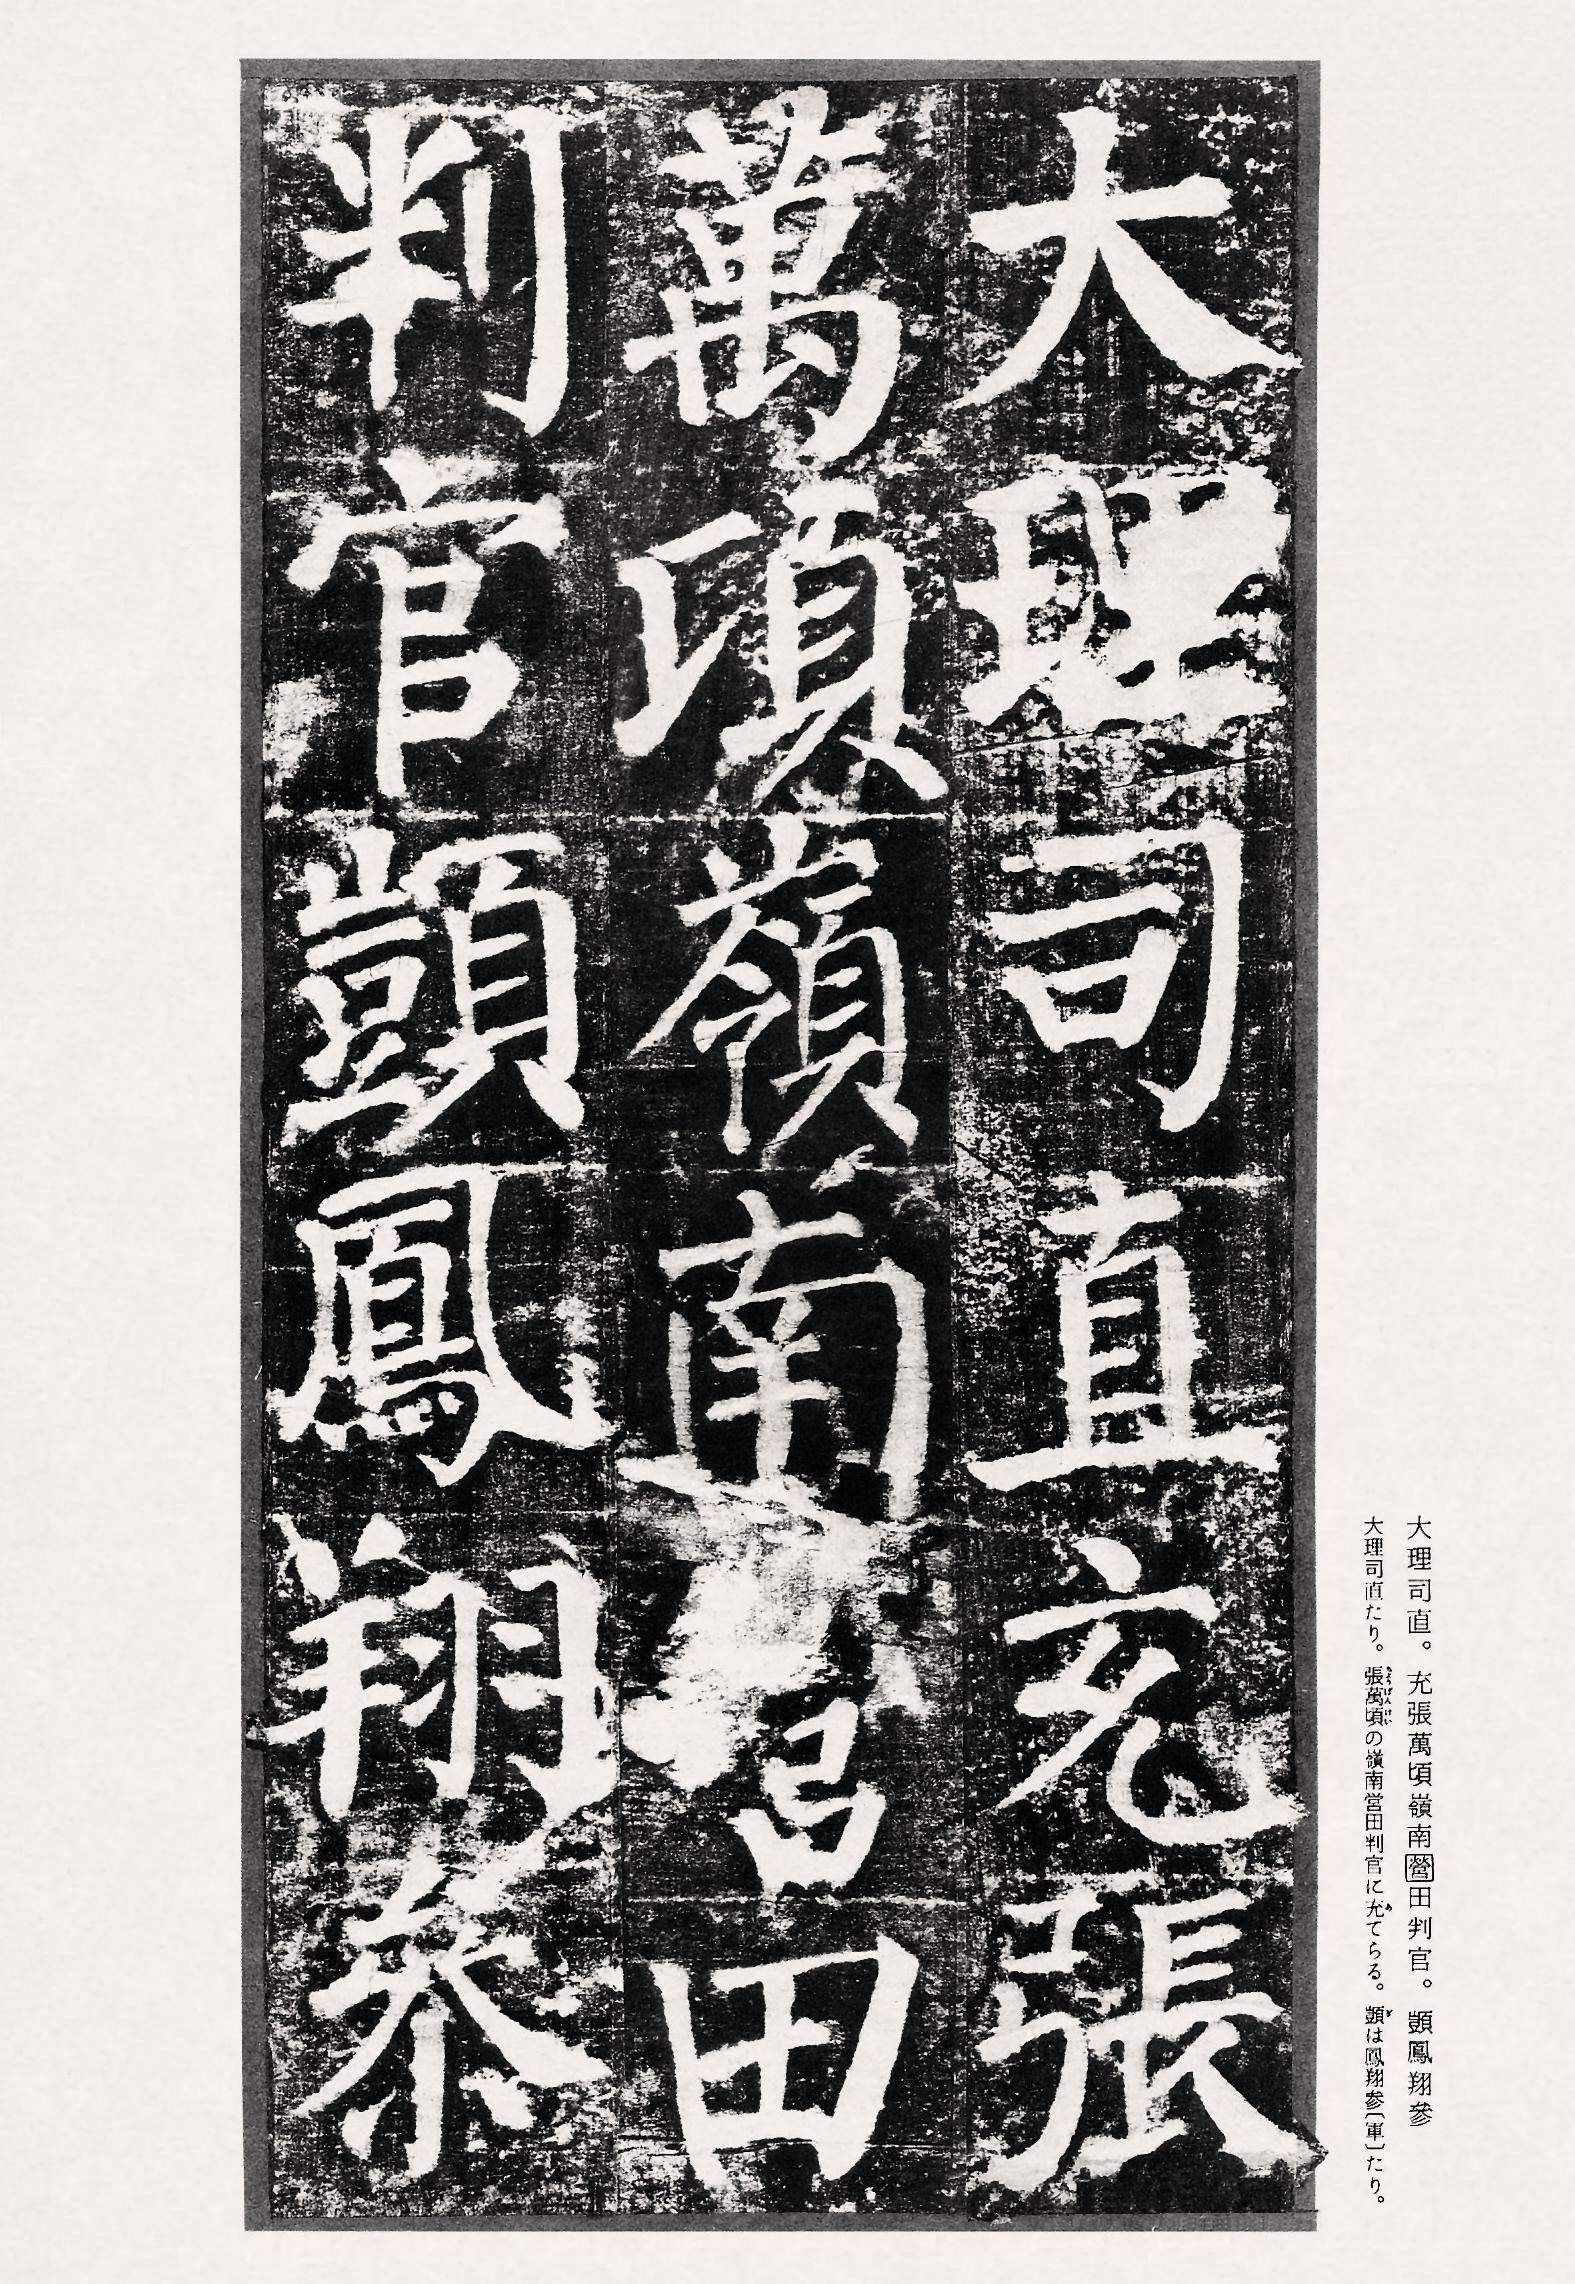 大理司直。充張萬頃嶺南營田判官。顗鳳翔參
大理司直たり。張萬頃の嶺南営田判官に充てらる。顗は鳳翔参〔軍〕たり。
大理司直充張
萬頃嶺南田
判官顗鳳翔參